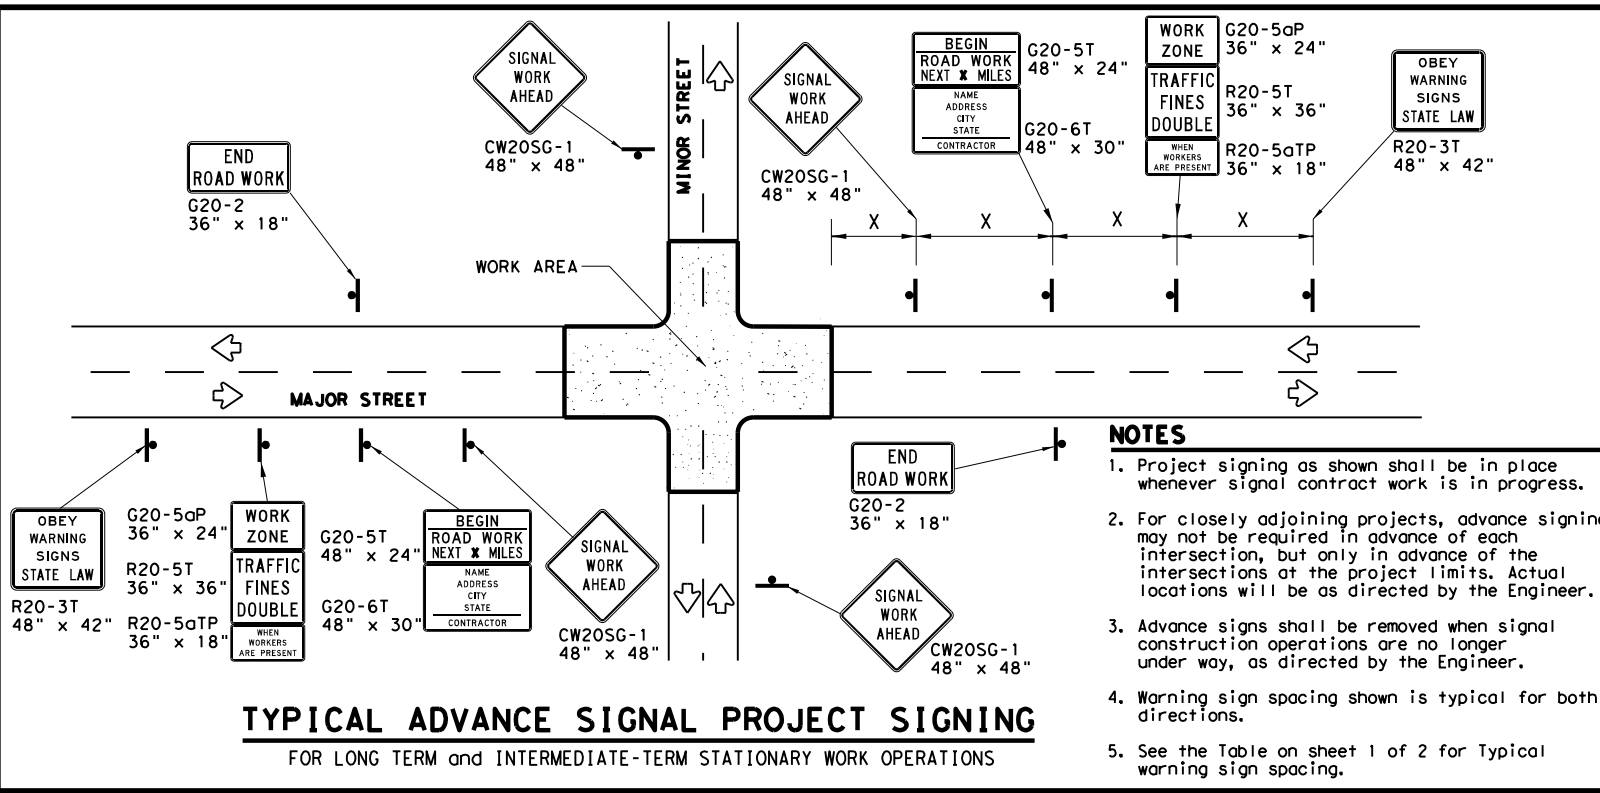 SIGNAL
WORK
AHEAD
CW20SG-1
48" x 48"
MINOR STREET
SIGNAL
WORK
AHEAD
CW20SG-1
48" x 48"
BEGIN
ROAD WORK
NEXT X MILES
NAME
ADDRESS
CITY
STATE
CONTRACTOR
G20-5T
48" x 24"
G20-6T
48" x 30"
WORK
ZONE
TRAFFIC
FINES
DOUBLE
WHEN
WORKERS
ARE PRESENT
G20-5aP
36" x 24"
R20-5T
36" x 36"
R20-5aTP
36" x 18"
OBEY
WARNING
SIGNS
STATE LAW
R20-3T
48" x 42"
END
ROAD WORK
G20-2
36" x 18"
X
X
X
X
WORK AREA
MAJOR STREET
OBEY
WARNING
SIGNS
STATE LAW
R20-3T
48" x 42"
G20-5aP
36" x 24"
R20-5T
36" x 36"
R20-5aTP
36" x 18"
WORK
ZONE
TRAFFIC
FINES
DOUBLE
WHEN
WORKERS
ARE PRESENT
G20-5T
48" x 24"
G20-6T
48" x 30"
BEGIN
ROAD WORK
NEXT X MILES
NAME
ADDRESS
CITY
STATE
CONTRACTOR
SIGNAL
WORK
AHEAD
CW20SG-1
48" x 48"
END
ROAD WORK
G20-2
36" x 18"
SIGNAL
WORK
AHEAD
CW20SG-1
48" x 48"
TYPICAL ADVANCE SIGNAL PROJECT SIGNING
FOR LONG TERM and INTERMEDIATE-TERM STATIONARY WORK OPERATIONS
NOTES
1. Project signing as shown shall be in place
whenever signal contract work is in progress.
2. For closely adjoining projects, advance signing
may not be required in advance of each
intersection, but only in advance of the
intersections at the project limits. Actual
locations will be as directed by the Engineer.
3. Advance signs shall be removed when signal
construction operations are no longer
under way, as directed by the Engineer.
4. Warning sign spacing shown is typical for both
directions.
5. See the Table on sheet 1 of 2 for Typical
warning sign spacing.